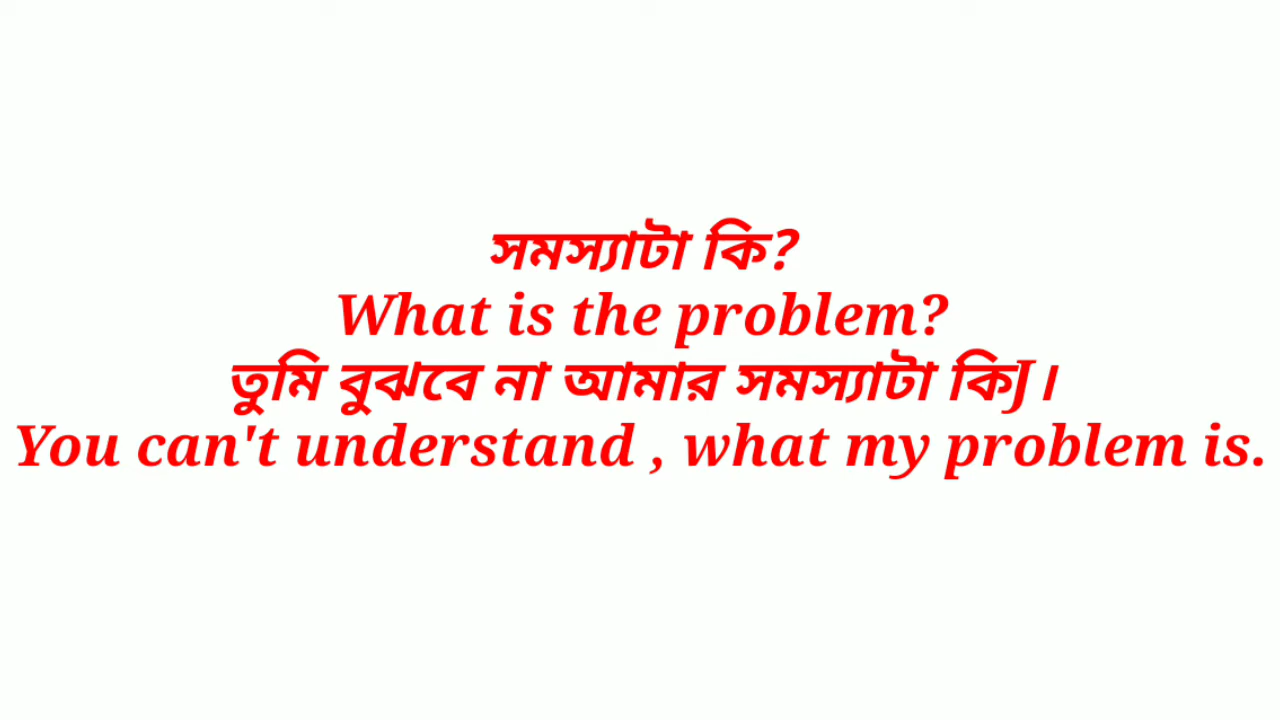 সমস্যাটা কি?
What is the problem?
তুমি বুঝবে না আমার সমস্যাটা কিJ।
You can't understand , what my problem is.